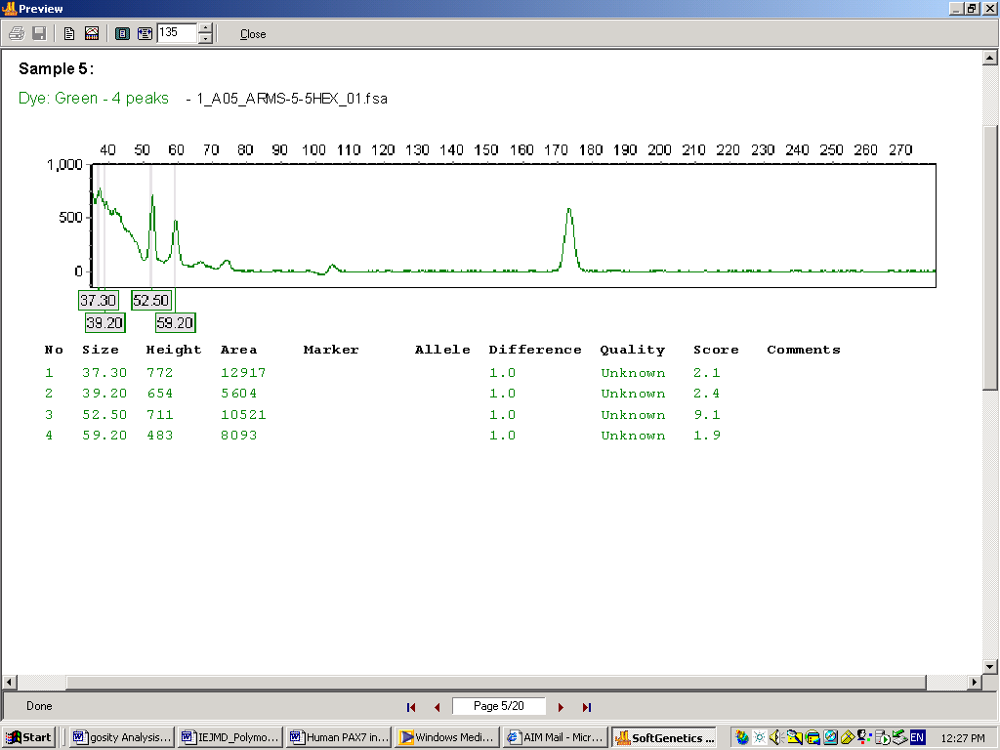 Preview
135 Close
Sample 5:
Dye: Green - 4 peaks - 1_A05_ARMS-5-5HEX_01.fsa
40 50 60 70 80 90 100 110 120 130 140 150 160 170 180 190 200 210 220 230 240 250 260 270
1,000
500
0
37.30 52.50
39.20 59.20
No Size Height Area Marker Allele Difference Quality Score Comments
1 37.30 772 12917 1.0 Unknown 2.1
2 39.20 654 5604 1.0 Unknown 2.4
3 52.50 711 10521 1.0 Unknown 9.1
4 59.20 483 8093 1.0 Unknown 1.9
Done Page 5/20
Start gosity Analysis... IEJMD_Polymo... Human PAX7 in... Windows Medi... AIM Mail - Micr... SoftGenetics ... EN 12:27 PM